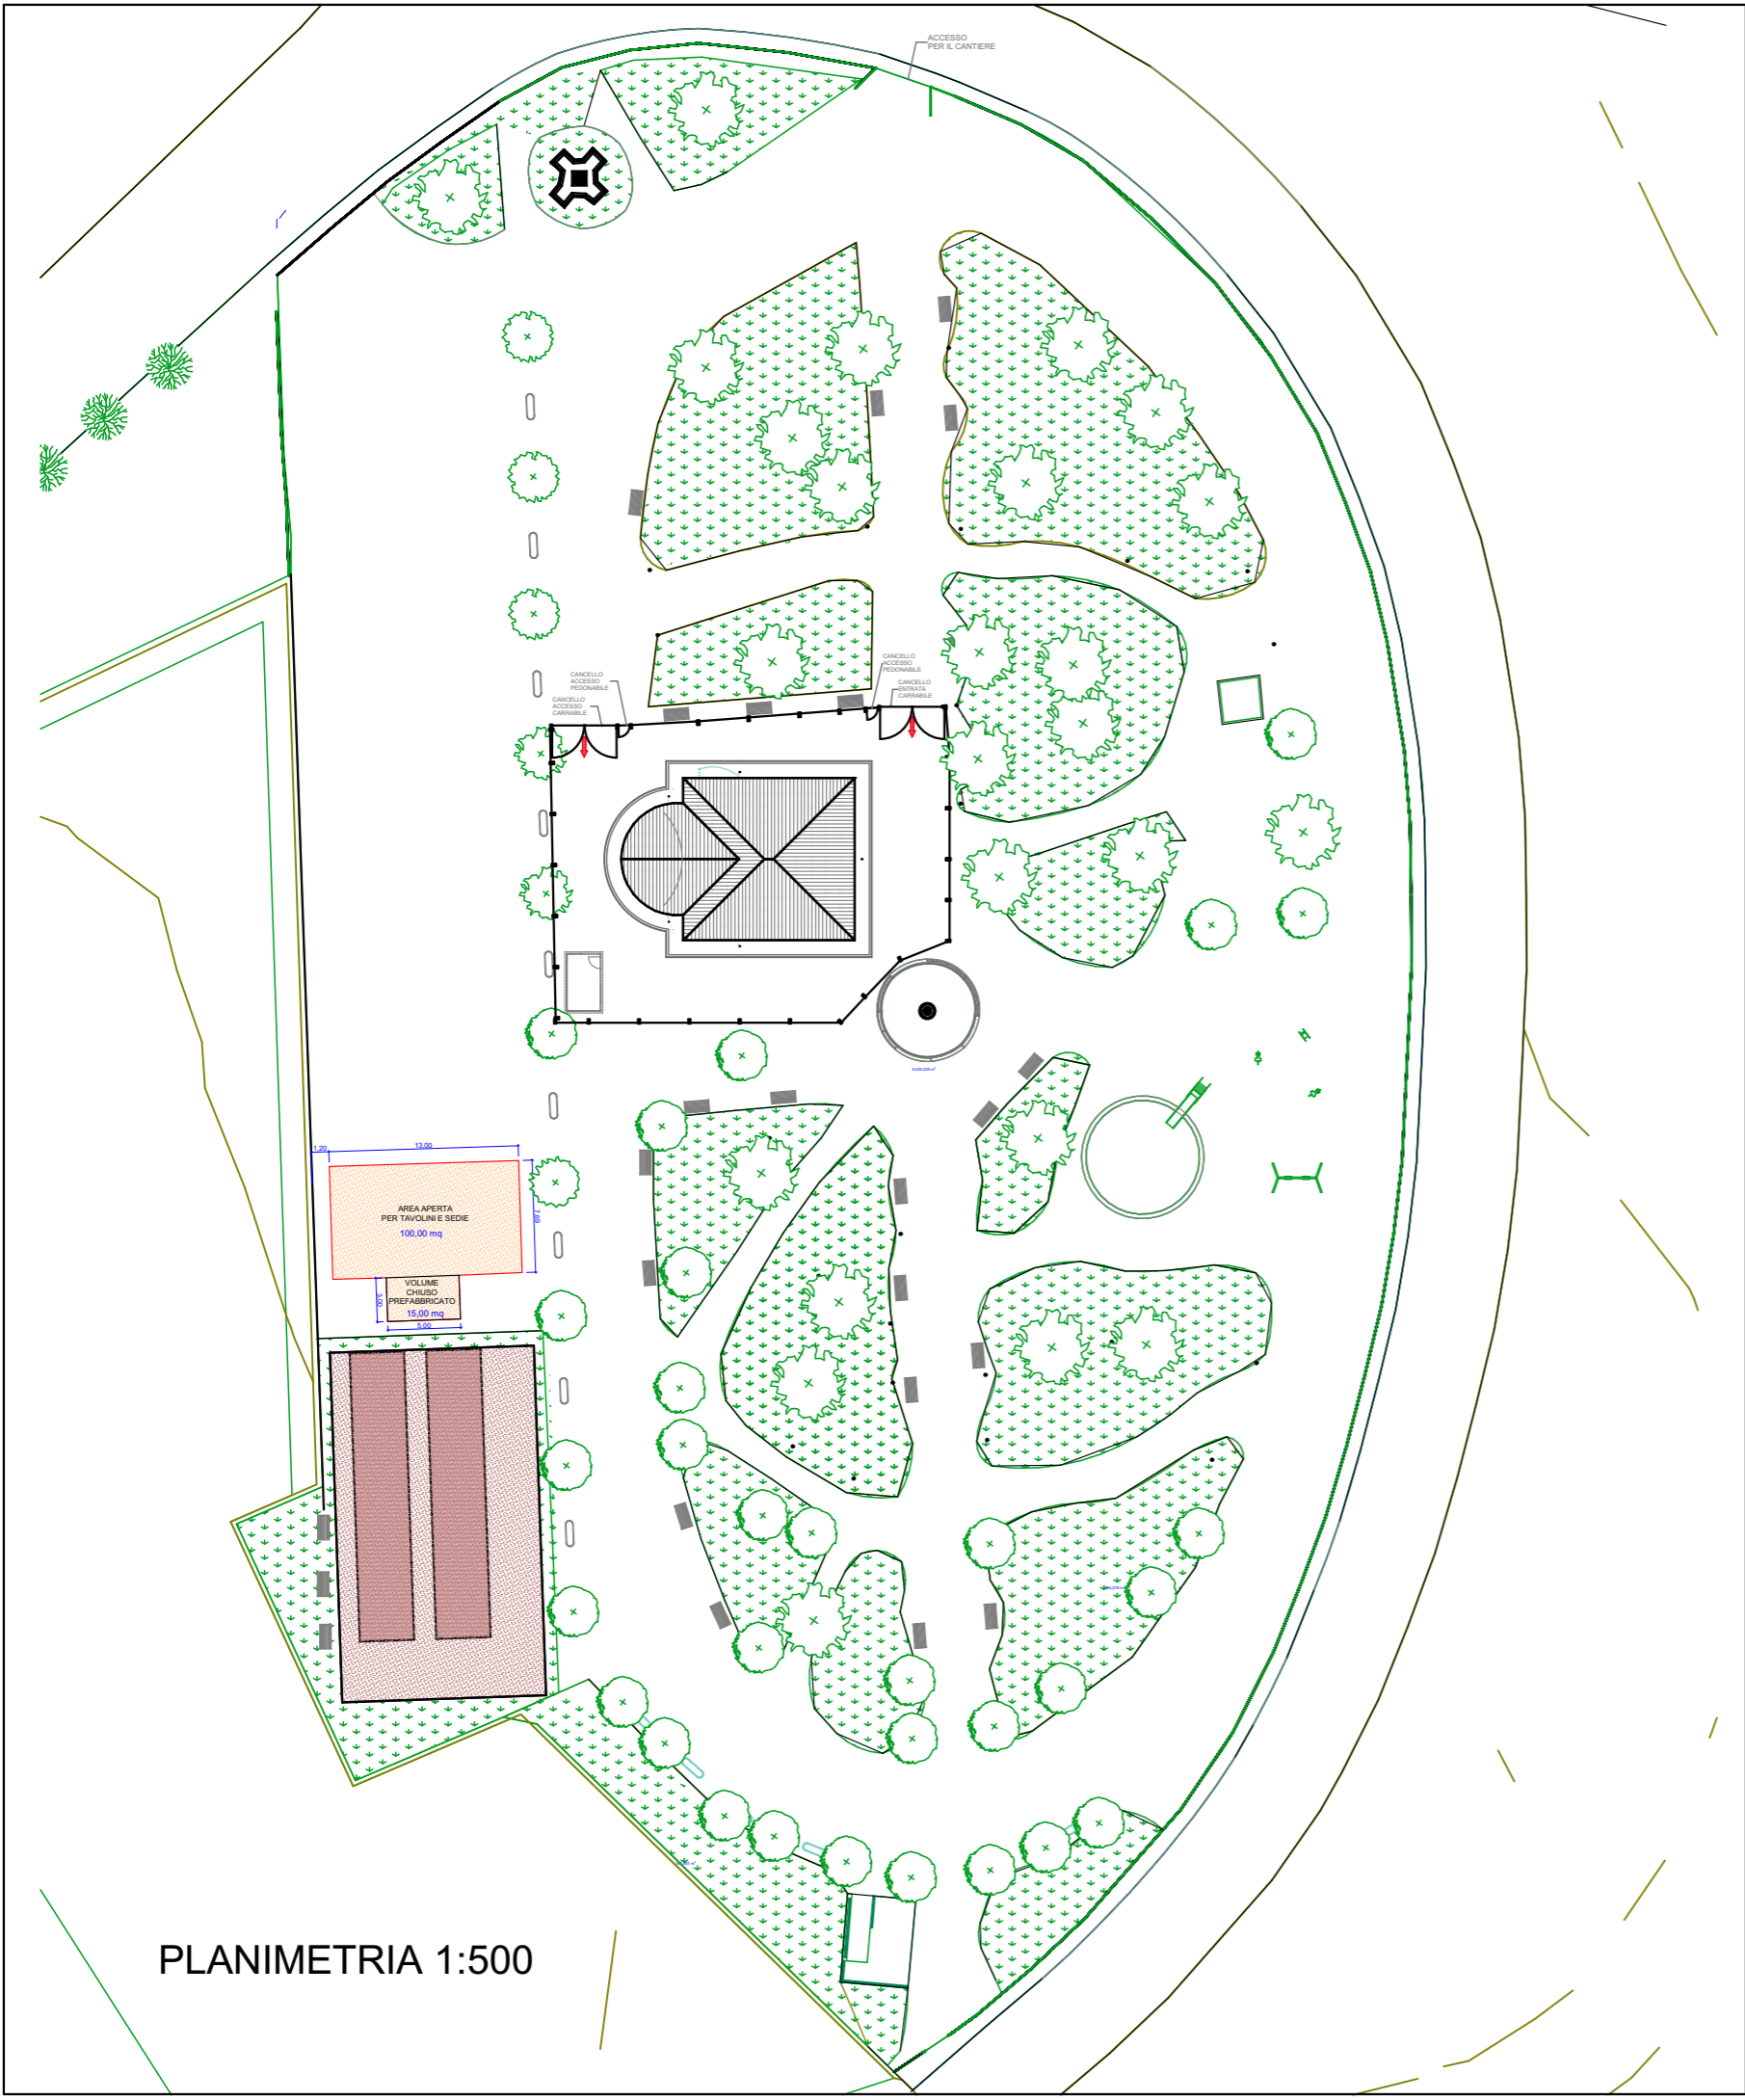 ACCESSO
PER IL CANTIERE
CANCELLO
ACCESSO
PEDONABILE
CANCELLO
ENTRATA
CARRABILE
CANCELLO
ACCESSO
PEDONABILE
CANCELLO
ACCESSO
CARRABILE
1.20
13.00
AREA APERTA
PER TAVOLINI E SEDIE
100,00 mq
7.69
VOLUME
CHIUSO
PREFABBRICATO
15,00 mq
3.00
5.00
PLANIMETRIA 1:500